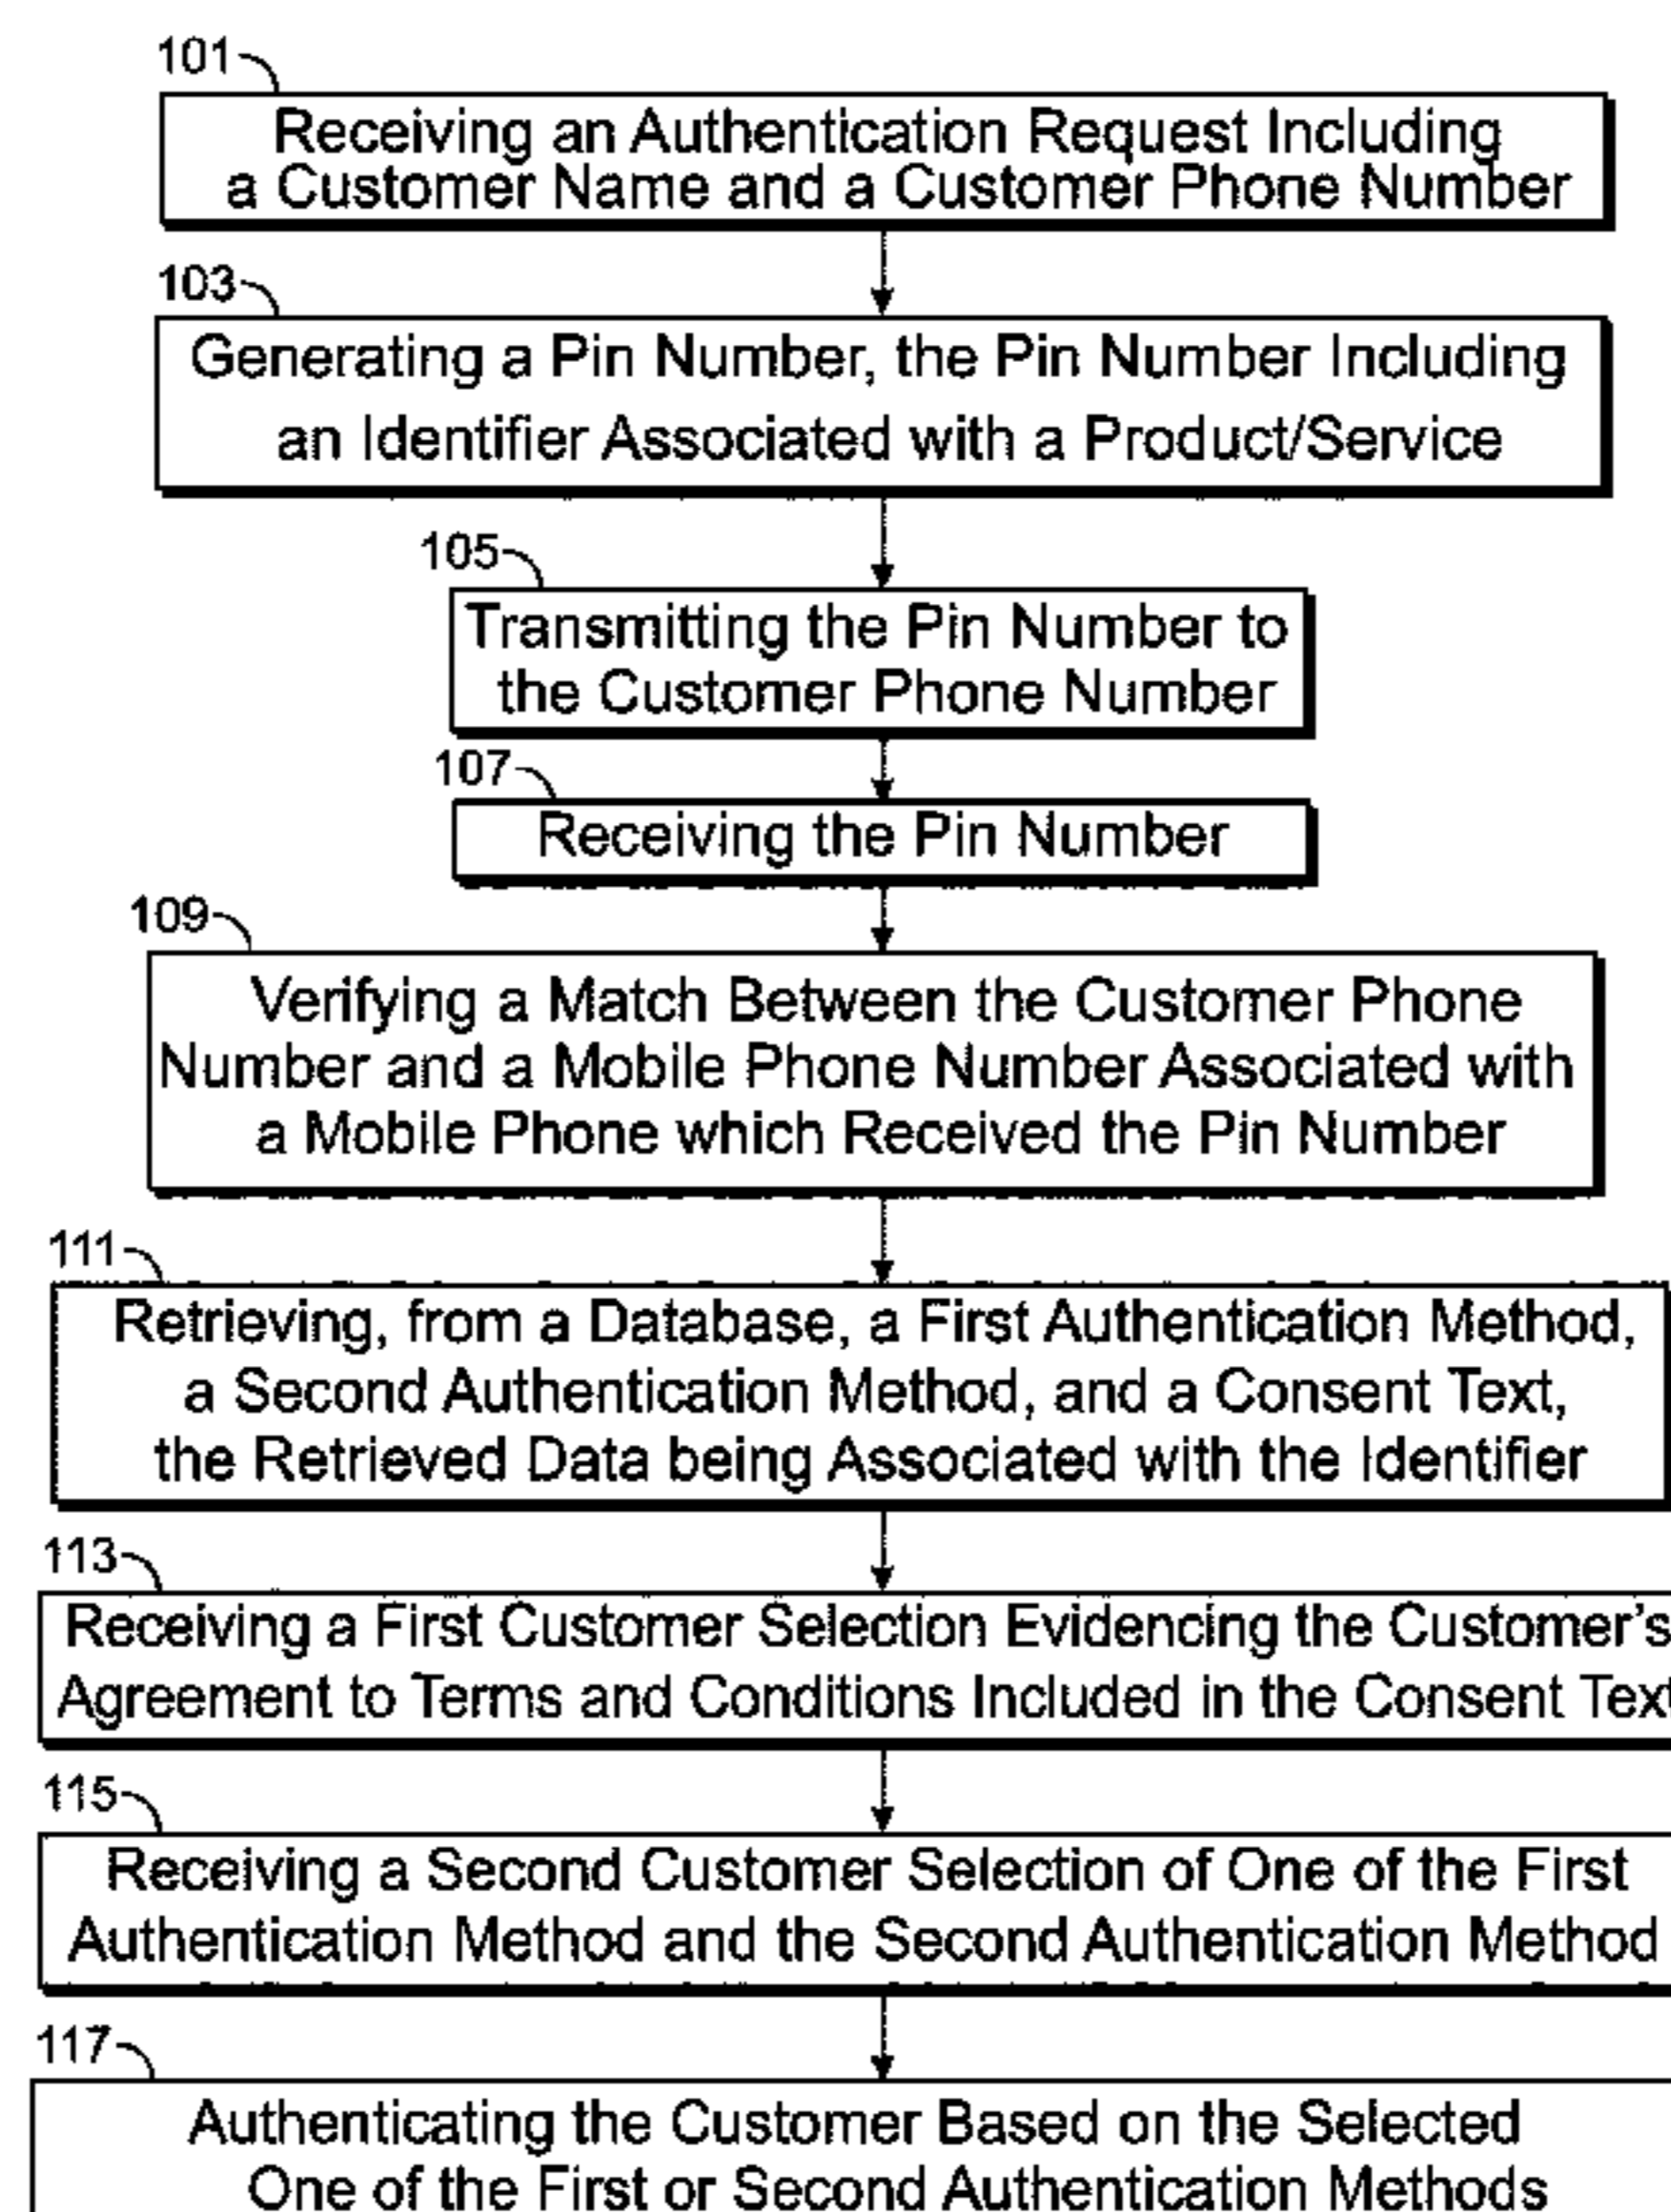 101
Receiving an Authentication Request Including
a Customer Name and a Customer Phone Number
103
Generating a Pin Number, the Pin Number Including
an Identifier Associated with a Product/Service
105
Transmitting the Pin Number to
the Customer Phone Number
107
Receiving the Pin Number
109
Verifying a Match Between the Customer Phone
Number and a Mobile Phone Number Associated with
a Mobile Phone which Received the Pin Number
111
Retrieving, from a Database, a First Authentication Method,
a Second Authentication Method, and a Consent Text,
the Retrieved Data being Associated with the Identifier
113
Receiving a First Customer Selection Evidencing the Customer's
Agreement to Terms and Conditions Included in the Consent Text
115
Receiving a Second Customer Selection of One of the First
Authentication Method and the Second Authentication Method
117
Authenticating the Customer Based on the Selected
One of the First or Second Authentication Methods